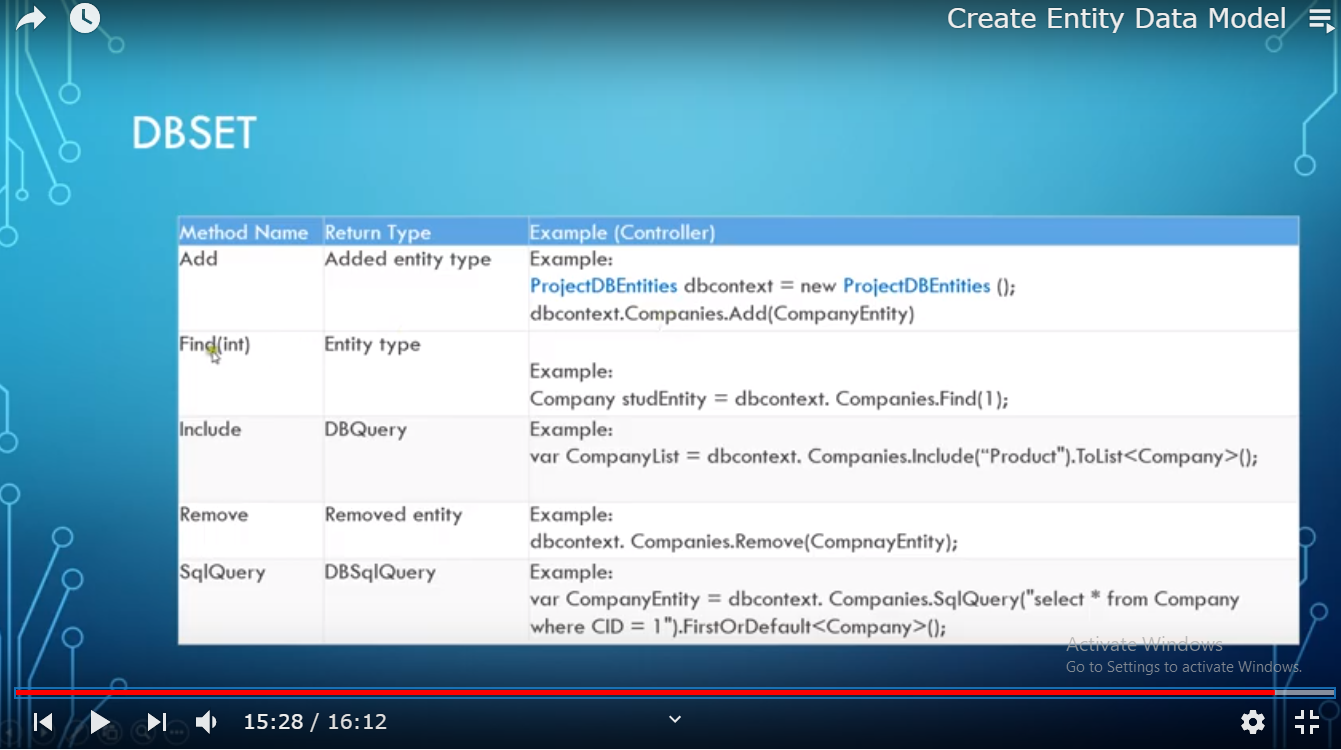 Create Entity Data Model
DBSET
Method Name Return Type Example (Controller)
Add Added entity type Example:
ProjectDBEntities dbcontext = new ProjectDBEntities ();
dbcontext.Companies.Add(CompanyEntity)
Find(int) Entity type
Example:
Company studEntity = dbcontext. Companies.Find(1);
Include DBQuery Example:
var CompanyList = dbcontext. Companies.Include(“Product").ToList<Company>();
Remove Removed entity Example:
dbcontext. Companies.Remove(CompnayEntity);
SqlQuery DBSqlQuery Example:
var CompanyEntity = dbcontext. Companies.SqlQuery("select * from Company
where CID = 1").FirstOrDefault<Company>();
Activate Windows
Go to Settings to activate Windows.
15:28 / 16:12